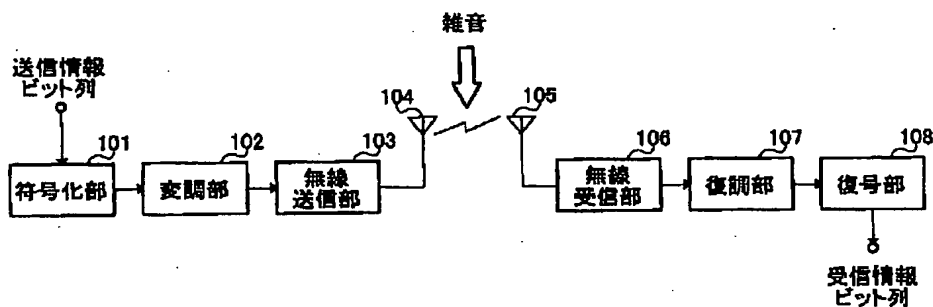 雑音
送信情報
ビット列
104
105
101
102
103
106
107
108
符号化部
変調部
無線
送信部
無線
受信部
復調部
復号部
受信情報
ビット列